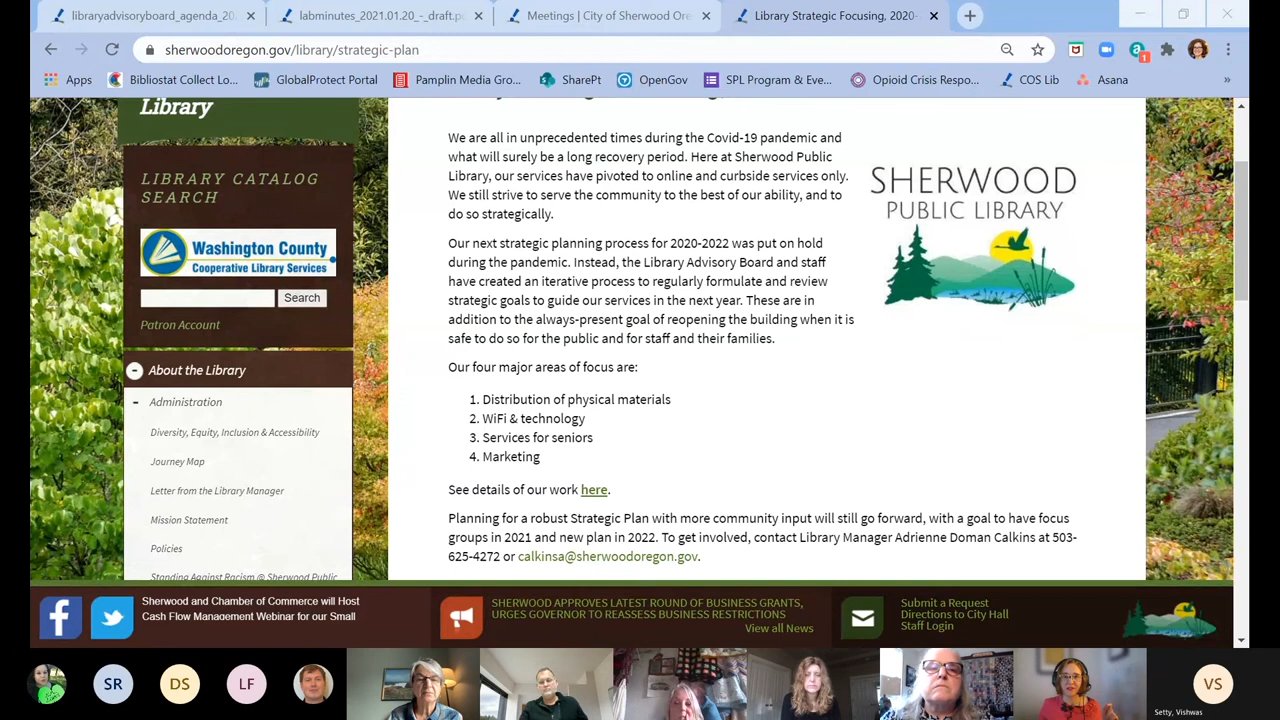 libraryadvisoryboard_agenda_20
labminutes_2021.01.20_-_draft.p
Meetings | City of Sherwood Ore
Library Strategic Focusing, 2020-
sherwoodoregon.gov/library/strategic-plan
1
Apps
Bibliostat Collect Lo...
GlobalProtect Portal
Pamplin Media Gro...
SharePt
OpenGov
SPL Program & Eve...
Opioid Crisis Respo...
COS Lib
Asana
»
Library
LIBRARY CATALOG
SEARCH
Washington County
Cooperative Library Services
Search
Patron Account
About the Library
Administration
Diversity, Equity, Inclusion & Accessibility
Journey Map
Letter from the Library Manager
Mission Statement
Policies
Standing Against Racism @ Sherwood Public
We are all in unprecedented times during the Covid-19 pandemic and
what will surely be a long recovery period. Here at Sherwood Public
Library, our services have pivoted to online and curbside services only.
We still strive to serve the community to the best of our ability, and to
do so strategically.
Our next strategic planning process for 2020-2022 was put on hold
during the pandemic. Instead, the Library Advisory Board and staff
have created an iterative process to regularly formulate and review
strategic goals to guide our services in the next year. These are in
addition to the always-present goal of reopening the building when it is
safe to do so for the public and for staff and their families.
Our four major areas of focus are:
1. Distribution of physical materials
2. WiFi & technology
3. Services for seniors
4. Marketing
See details of our work here.
Planning for a robust Strategic Plan with more community input will still go forward, with a goal to have focus
groups in 2021 and new plan in 2022. To get involved, contact Library Manager Adrienne Doman Calkins at 503-
625-4272 or calkinsa@sherwoodoregon.gov.
SHERWOOD
PUBLIC LIBRARY
Sherwood and Chamber of Commerce will Host
Cash Flow Management Webinar for our Small
SHERWOOD APPROVES LATEST ROUND OF BUSINESS GRANTS,
URGES GOVERNOR TO REASSESS BUSINESS RESTRICTIONS
View all News
Submit a Request
Directions to City Hall
Staff Login
SR
DS
LF
VS
Setty, Vishwas